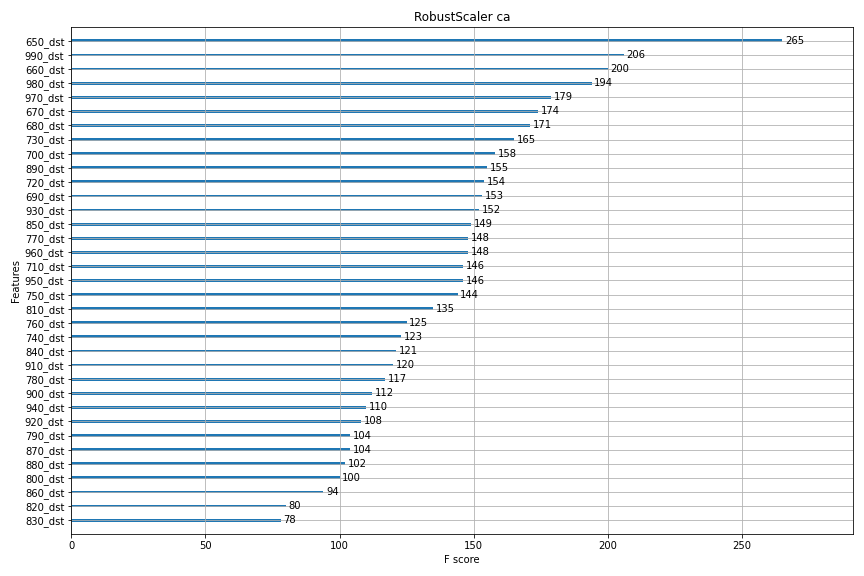 RobustScaler ca
650_dst 265
990_dst 206
660_dst 200
980_dst 194
970_dst 179
670_dst 174
680_dst 171
730_dst 165
700_dst 158
890_dst 155
720_dst 154
690_dst 153
930_dst 152
850_dst 149
770_dst 148
960_dst 148
710_dst 146
950_dst 146
750_dst 144
810_dst 135
760_dst 125
740_dst 123
840_dst 121
910_dst 120
780_dst 117
900_dst 112
940_dst 110
920_dst 108
790_dst 104
870_dst 104
880_dst 102
800_dst 100
860_dst 94
820_dst 80
830_dst 78
Features
0 50 100 150 200 250
F score